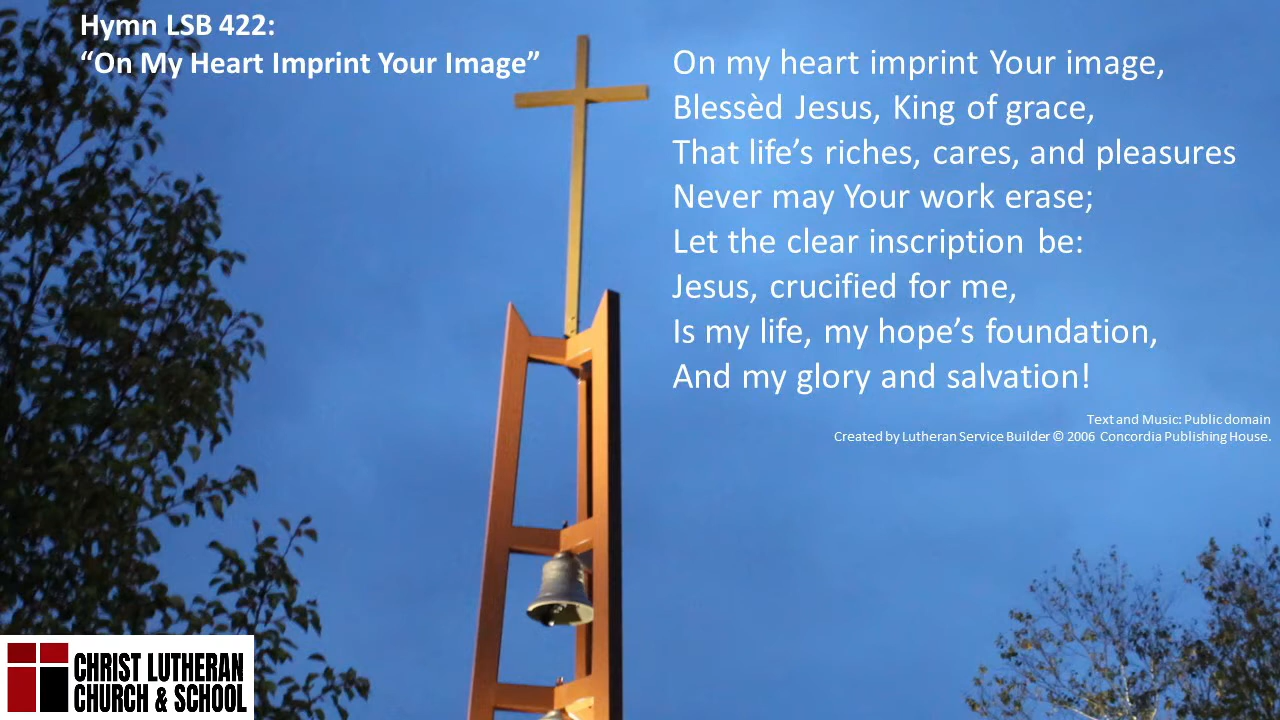 Hymn LSB 422:
“On My Heart Imprint Your Image”
On my heart imprint Your image,
Blessèd Jesus, King of grace,
That life’s riches, cares, and pleasures
Never may Your work erase;
Let the clear inscription be:
Jesus, crucified for me,
Is my life, my hope’s foundation,
And my glory and salvation!
Text and Music: Public domain
Created by Lutheran Service Builder © 2006 Concordia Publishing House.
CHRIST LUTHERAN
CHURCH & SCHOOL